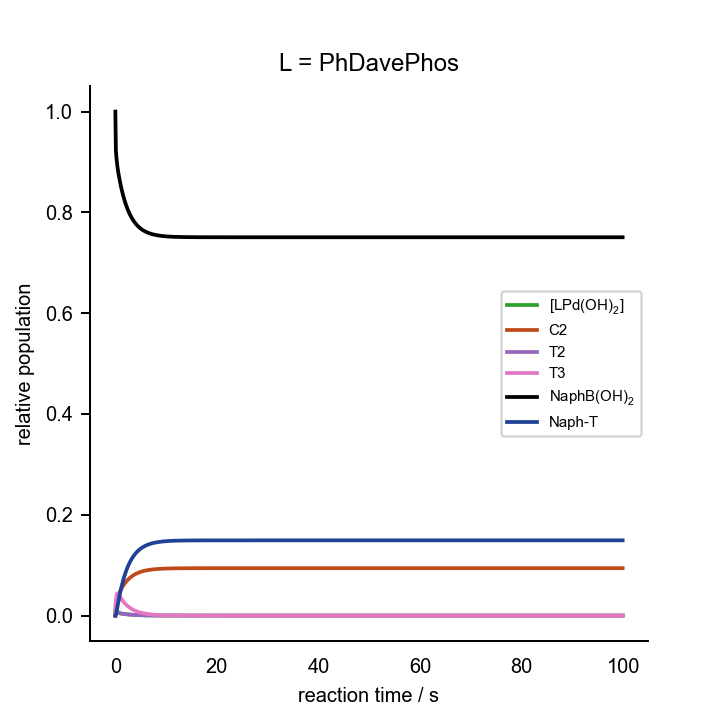 L = PhDavePhos
relative population
1.0
0.8
0.6
0.4
0.2
0.0
[LPd(OH)₂]
C2
T2
T3
NaphB(OH)₂
Naph-T
0 20 40 60 80 100
reaction time / s